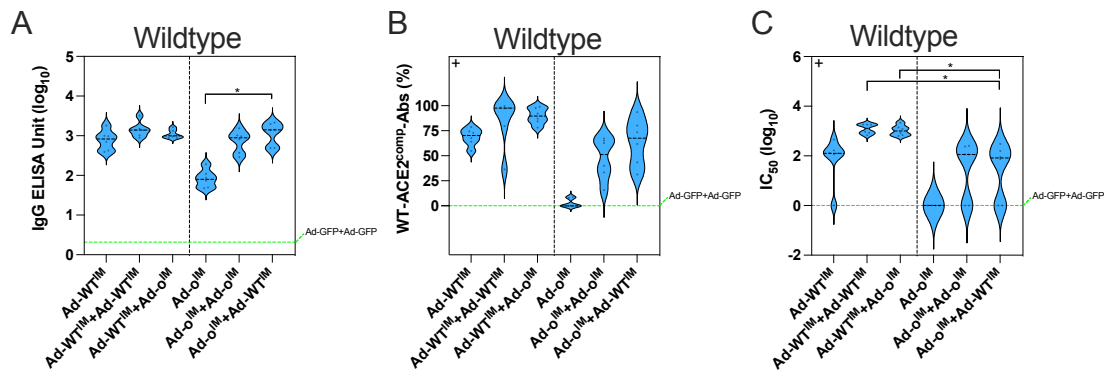 A
Wildtype
IgG ELISA Unit (log₁₀)
5
4
3
2
1
0
*
Ad-GFP+Ad-GFP
Ad-WTᴵᴹ
Ad-WTᴵᴹ+Ad-WTᴵᴹ
Ad-WTᴵᴹ+Ad-oᴵᴹ
Ad-oᴵᴹ
Ad-oᴵᴹ+Ad-oᴵᴹ
Ad-oᴵᴹ+Ad-WTᴵᴹ
B
Wildtype
WT-ACE2ᶜᵒᵐᵖ-Abs (%)
+
100
75
50
25
0
Ad-GFP+Ad-GFP
Ad-WTᴵᴹ
Ad-WTᴵᴹ+Ad-WTᴵᴹ
Ad-WTᴵᴹ+Ad-oᴵᴹ
Ad-oᴵᴹ
Ad-oᴵᴹ+Ad-oᴵᴹ
Ad-oᴵᴹ+Ad-WTᴵᴹ
C
Wildtype
IC₅₀ (log₁₀)
6
4
2
0
-2
+
*
*
Ad-GFP+Ad-GFP
Ad-WTᴵᴹ
Ad-WTᴵᴹ+Ad-WTᴵᴹ
Ad-WTᴵᴹ+Ad-oᴵᴹ
Ad-oᴵᴹ
Ad-oᴵᴹ+Ad-oᴵᴹ
Ad-oᴵᴹ+Ad-WTᴵᴹ